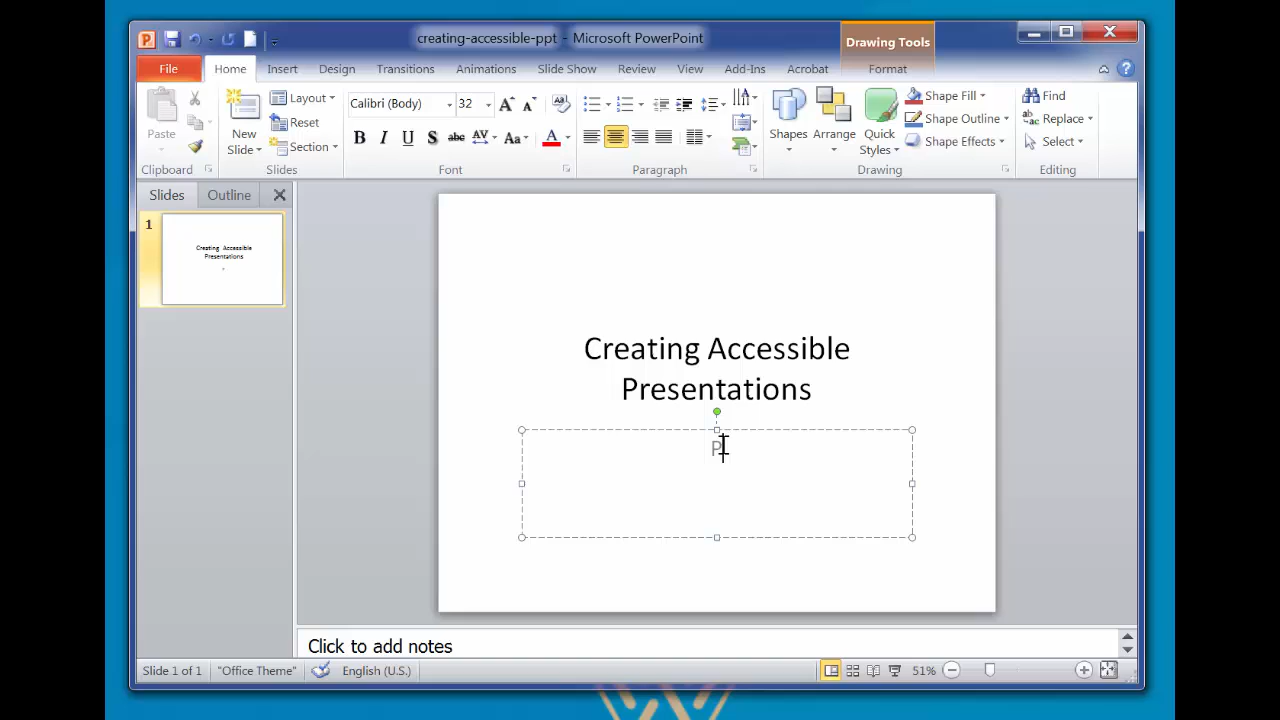 creating-accessible-ppt - Microsoft PowerPoint
Drawing Tools
File Home Insert Design Transitions Animations Slide Show Review View Add-Ins Acrobat Format
Paste
Clipboard
New
Slide
Layout
Reset
Section
Slides
Calibri (Body) 32
B I U S abc AV Aa A
Font
Paragraph
Shapes
Arrange
Quick
Styles
Shape Fill
Shape Outline
Shape Effects
Drawing
Find
Replace
Select
Editing
Slides Outline
1
Creating Accessible
Presentations
Creating Accessible
Presentations
P
Click to add notes
Slide 1 of 1 "Office Theme" English (U.S.) 51%